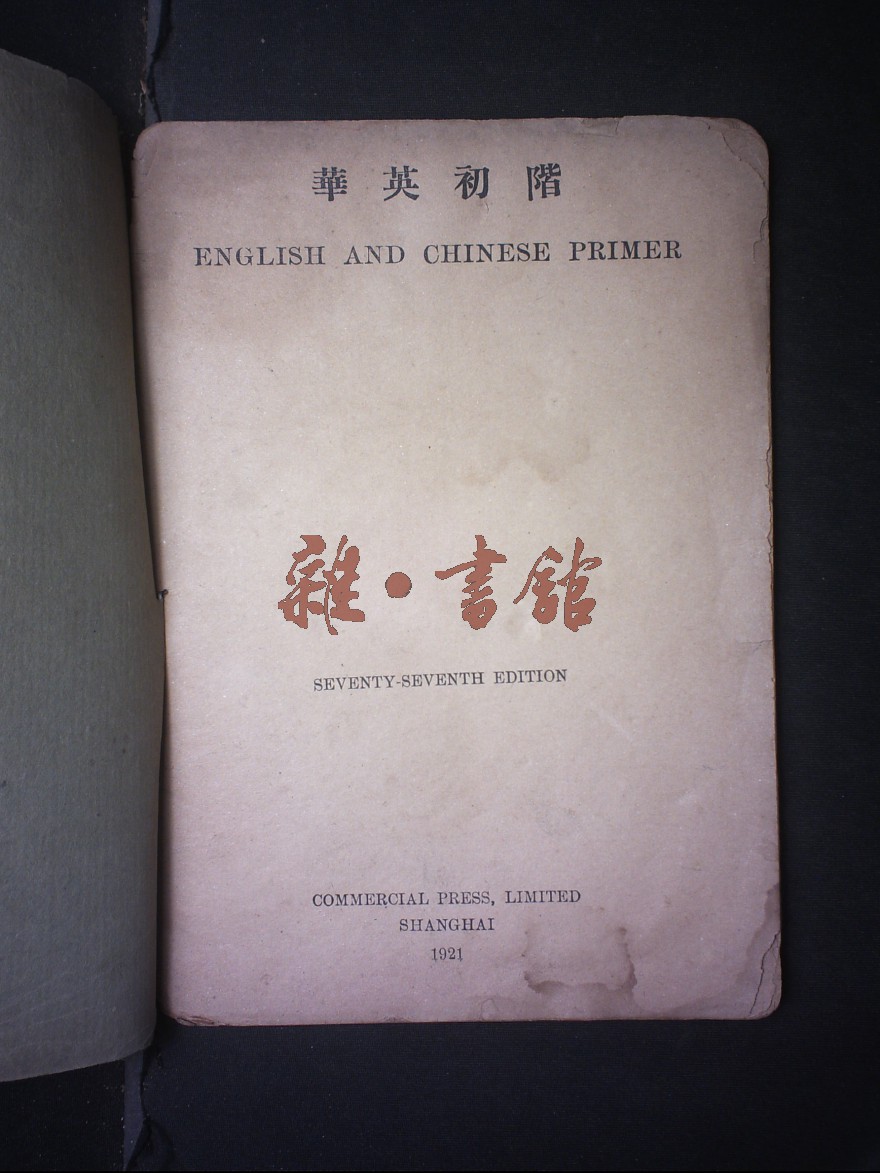 華英初階
ENGLISH AND CHINESE PRIMER
雜·書館
SEVENTY-SEVENTH EDITION
COMMERCIAL PRESS, LIMITED
SHANGHAI
1921